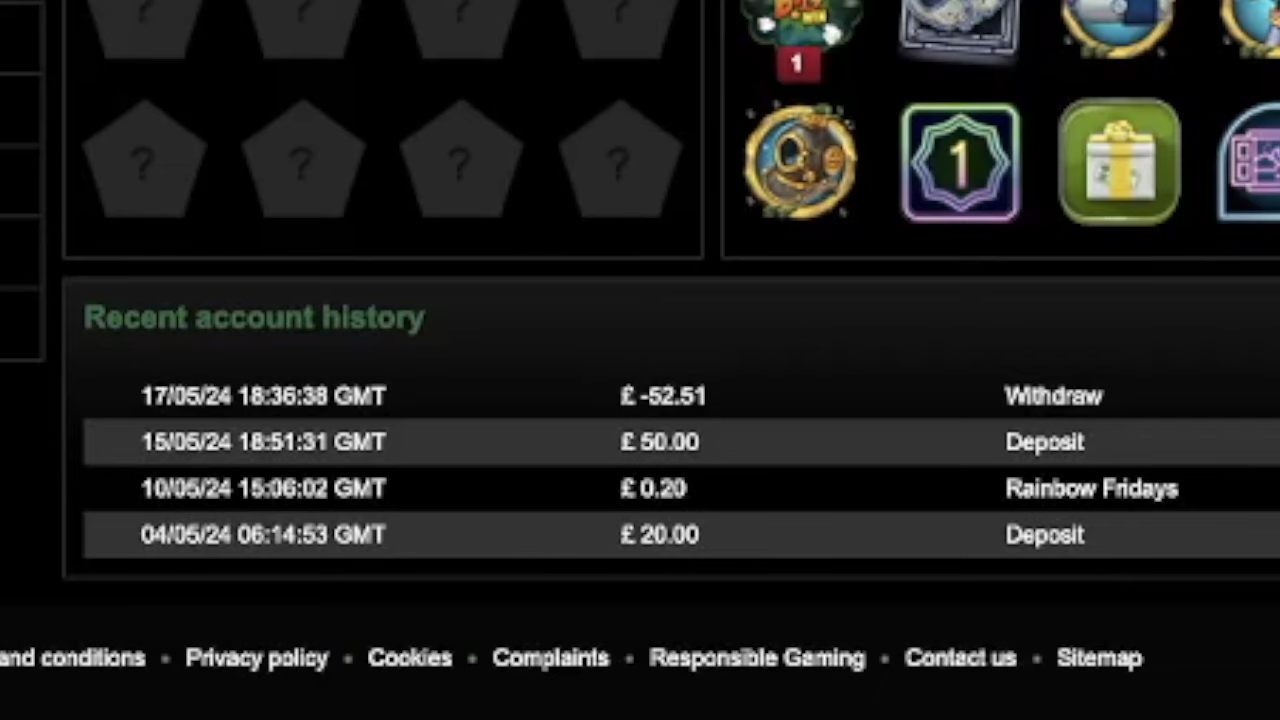 ? ? ? ?
1
? ? ? ? 1
Recent account history
17/05/24 18:36:38 GMT £ -52.51 Withdraw
15/05/24 18:51:31 GMT £ 50.00 Deposit
10/05/24 15:06:02 GMT £ 0.20 Rainbow Fridays
04/05/24 06:14:53 GMT £ 20.00 Deposit
and conditions • Privacy policy • Cookies • Complaints • Responsible Gaming • Contact us • Sitemap